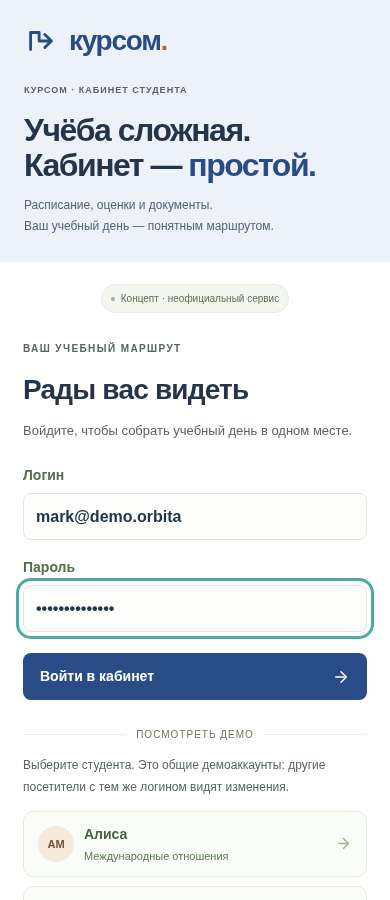 курсом.
КУРСОМ · КАБИНЕТ СТУДЕНТА
Учёба сложная.
Кабинет — простой.
Расписание, оценки и документы.
Ваш учебный день — понятным маршрутом.
Концепт · неофициальный сервис
ВАШ УЧЕБНЫЙ МАРШРУТ
Рады вас видеть
Войдите, чтобы собрать учебный день в одном месте.
Логин
mark@demo.orbita
Пароль
••••••••••••••
Войти в кабинет
ПОСМОТРЕТЬ ДЕМО
Выберите студента. Это общие демоаккаунты: другие
посетители с тем же логином видят изменения.
АМ
Алиса
Международные отношения